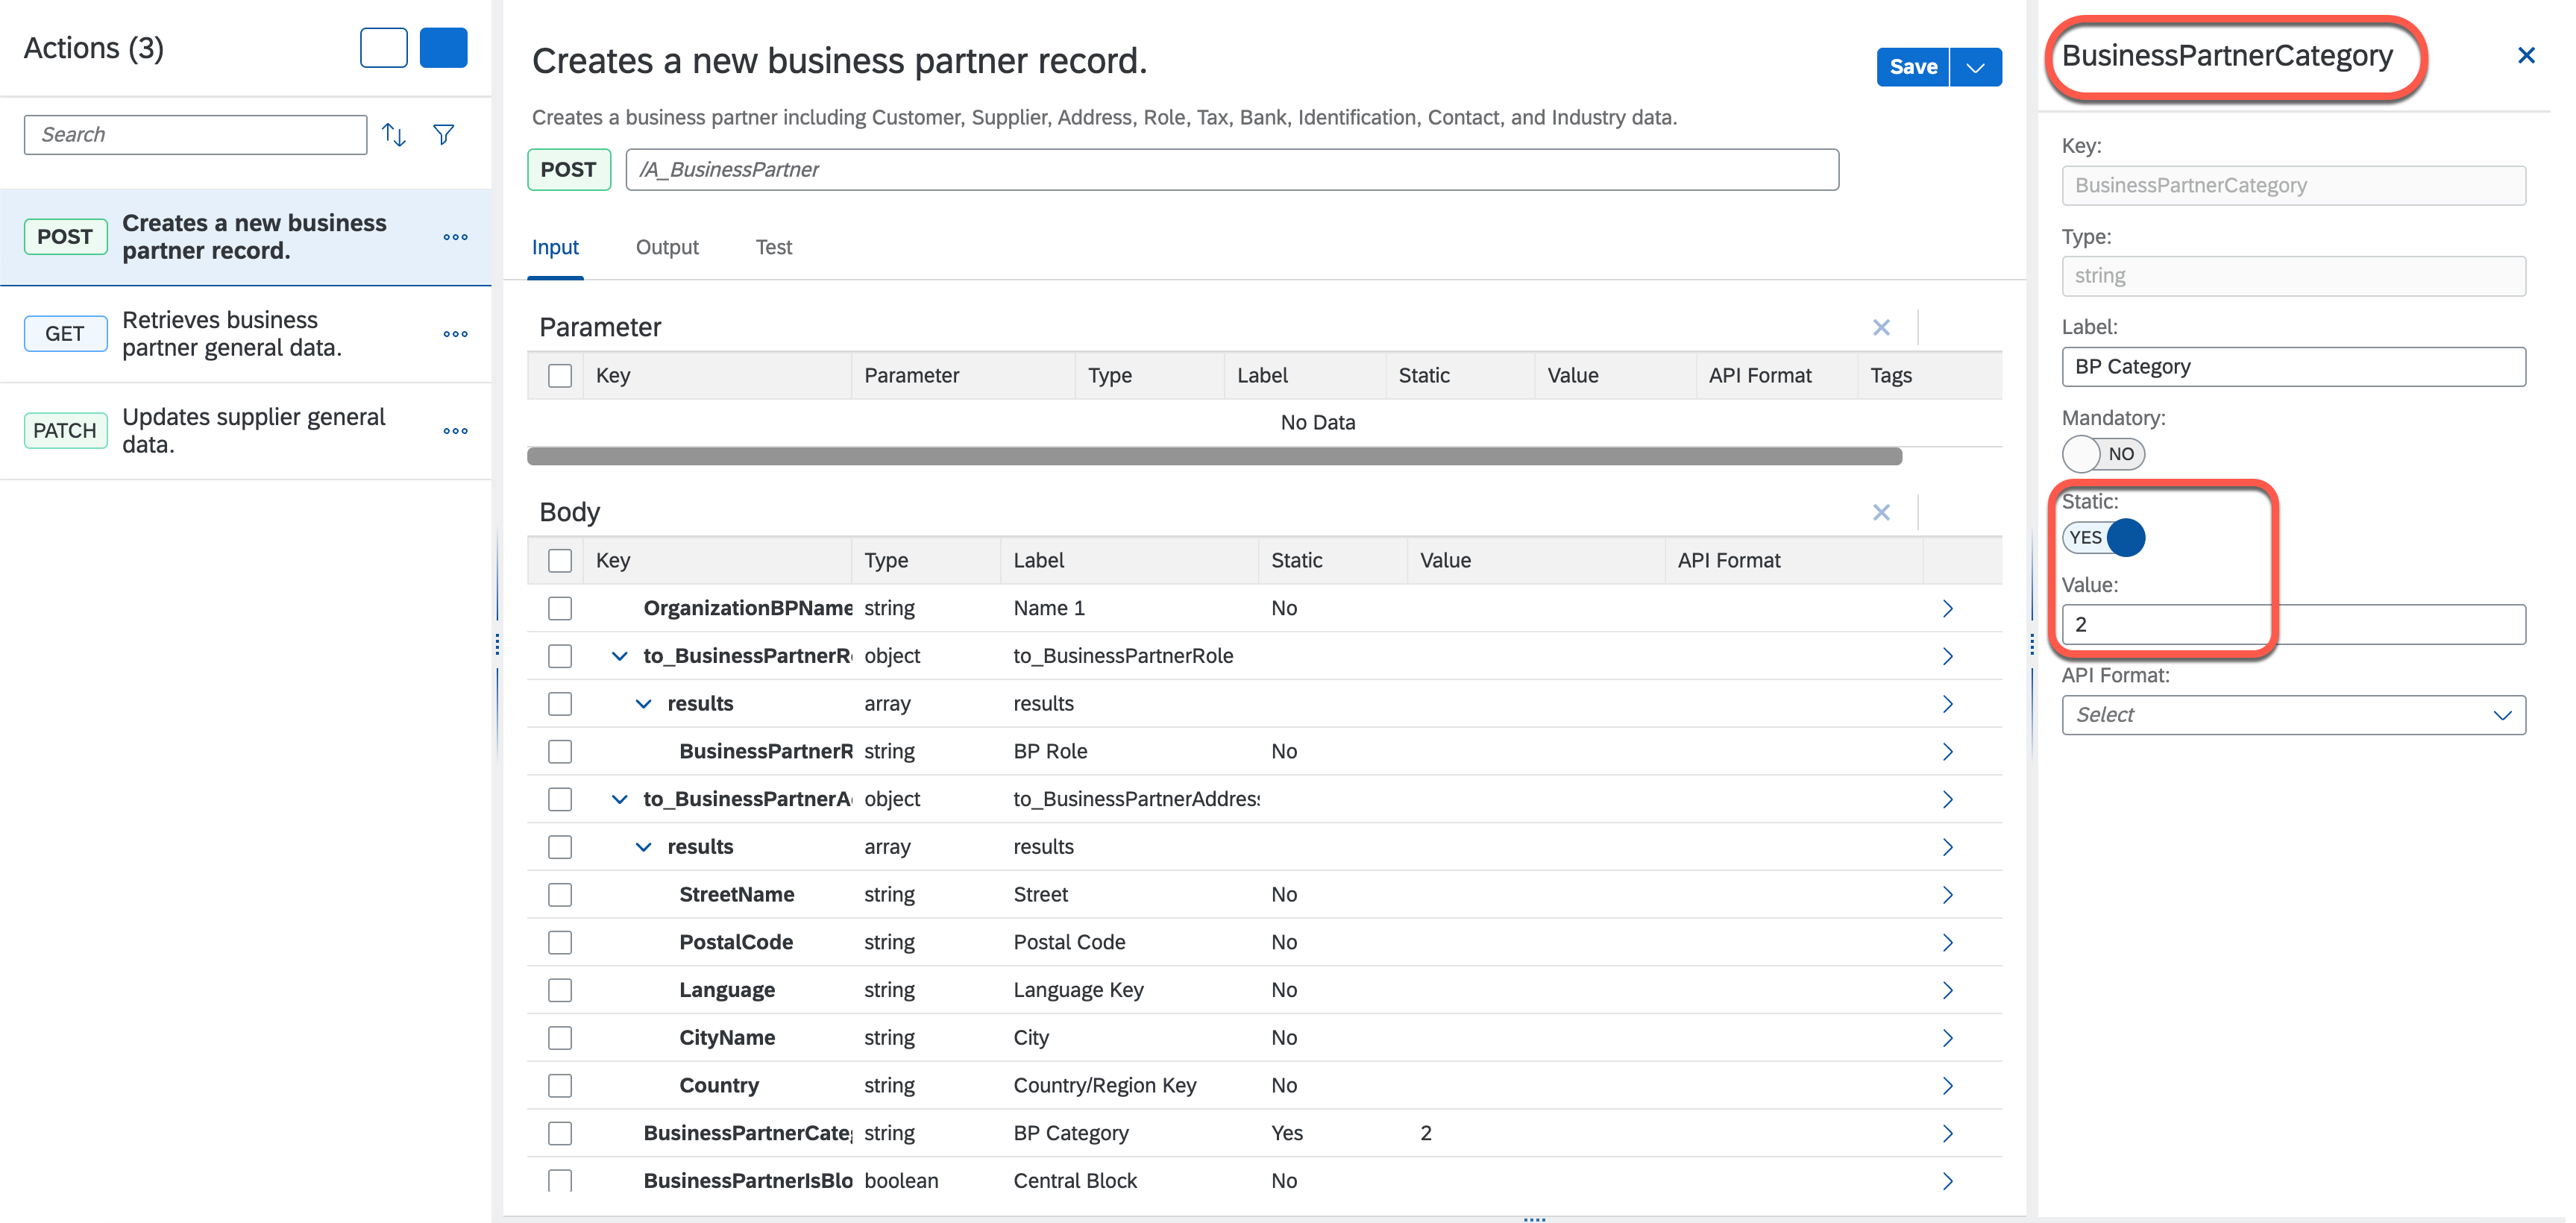 Actions (3)
Search
POST
Creates a new business
partner record.
GET
Retrieves business
partner general data.
PATCH
Updates supplier general
data.
Creates a new business partner record.
Save
Creates a business partner including Customer, Supplier, Address, Role, Tax, Bank, Identification, Contact, and Industry data.
POST /A_BusinessPartner
Input Output Test
Parameter
Key Parameter Type Label Static Value API Format Tags
No Data
Body
Key Type Label Static Value API Format
OrganizationBPName string Name 1 No
to_BusinessPartnerR object to_BusinessPartnerRole
results array results
BusinessPartnerR string BP Role No
to_BusinessPartnerA object to_BusinessPartnerAddress
results array results
StreetName string Street No
PostalCode string Postal Code No
Language string Language Key No
CityName string City No
Country string Country/Region Key No
BusinessPartnerCate string BP Category Yes 2
BusinessPartnerIsBlo boolean Central Block No
BusinessPartnerCategory
Key:
BusinessPartnerCategory
Type:
string
Label:
BP Category
Mandatory:
NO
Static:
YES
Value:
2
API Format:
Select